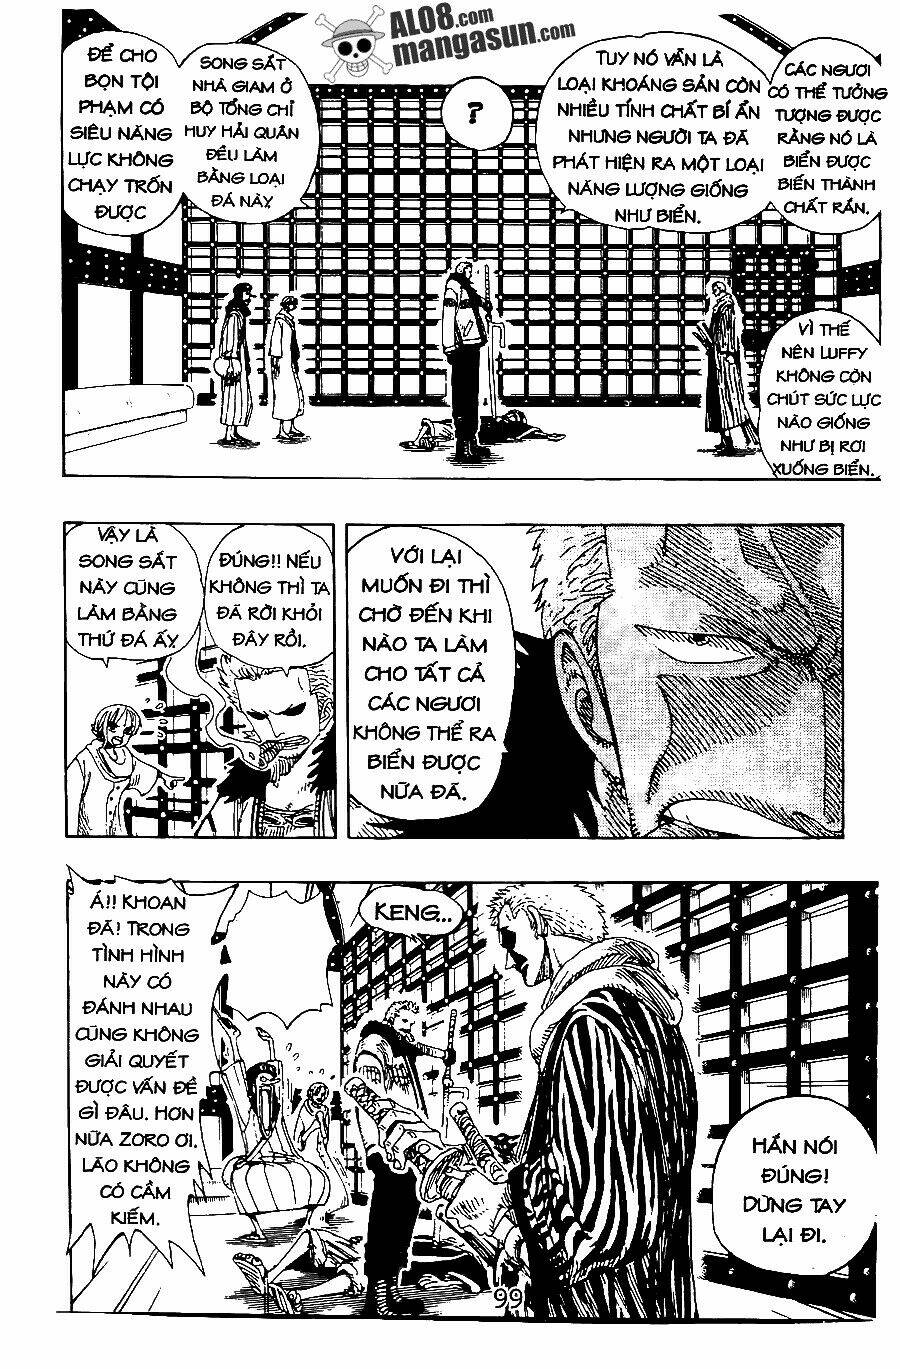 AL08.com
mangasun.com
CÁC NGƯƠI
CÓ THỂ TƯỞNG
TƯỢNG ĐƯỢC
RẰNG NÓ LÀ
BIỂN ĐƯỢC
BIẾN THÀNH
CHẤT RẮN.
TUY NÓ VẪN LÀ
LOẠI KHOÁNG SẢN CÒN
NHIỀU TÍNH CHẤT BÍ ẨN
NHƯNG NGƯỜI TA ĐÃ
PHÁT HIỆN RA MỘT LOẠI
NĂNG LƯỢNG GIỐNG
NHƯ BIỂN.
?
SONG SẮT
NHÀ GIAM Ở
BỘ TỔNG CHỈ
HUY HẢI QUÂN
ĐỀU LÀM
BẰNG LOẠI
ĐÁ NÀY
ĐỂ CHO
BỌN TỘI
PHẠM CÓ
SIÊU NĂNG
LỰC KHÔNG
CHẠY TRỐN
ĐƯỢC
VÌ THẾ
NÊN LUFFY
KHÔNG CÒN
CHÚT SỨC LỰC
NÀO GIỐNG
NHƯ BỊ RƠI
XUỐNG BIỂN.
VỚI LẠI
MUỐN ĐI THÌ
CHỜ ĐẾN KHI
NÀO TA LÀM
CHO TẤT CẢ
CÁC NGƯƠI
KHÔNG THỂ RA
BIỂN ĐƯỢC
NỮA ĐÃ.
ĐÚNG!! NẾU
KHÔNG THÌ TA
ĐÃ RỜI KHỎI
ĐÂY RỒI.
VẬY LÀ
SONG SẮT
NÀY CŨNG
LÀM BẰNG
THỨ ĐÁ ẤY.
KENG...
HẮN NÓI
ĐÚNG!
DỪNG TAY
LẠI ĐI.
Á!! KHOAN
ĐÃ! TRONG
TÌNH HÌNH
NÀY CÓ
ĐÁNH NHAU
CŨNG KHÔNG
GIẢI QUYẾT
ĐƯỢC VẤN ĐỀ
GÌ ĐÂU. HƠN
NỮA ZORO ƠI.
LÃO KHÔNG
CÓ CẦM
KIẾM.
99